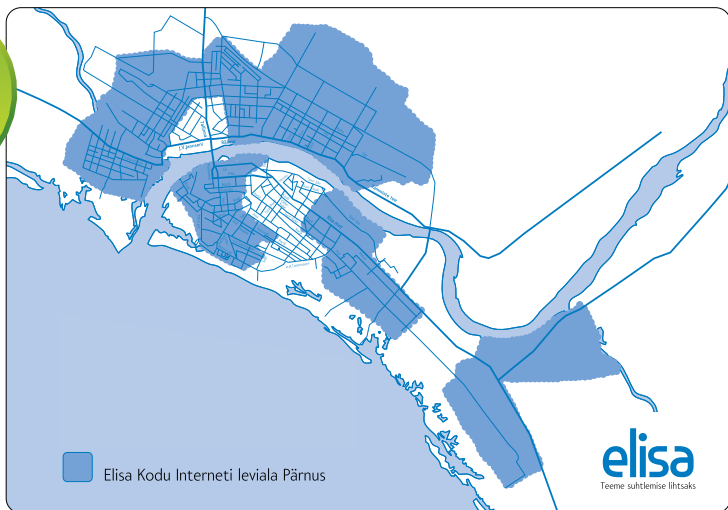 Elisa Kodu Interneti leviala Pärnus
elisa
Teeme suhtlemise lihtsaks